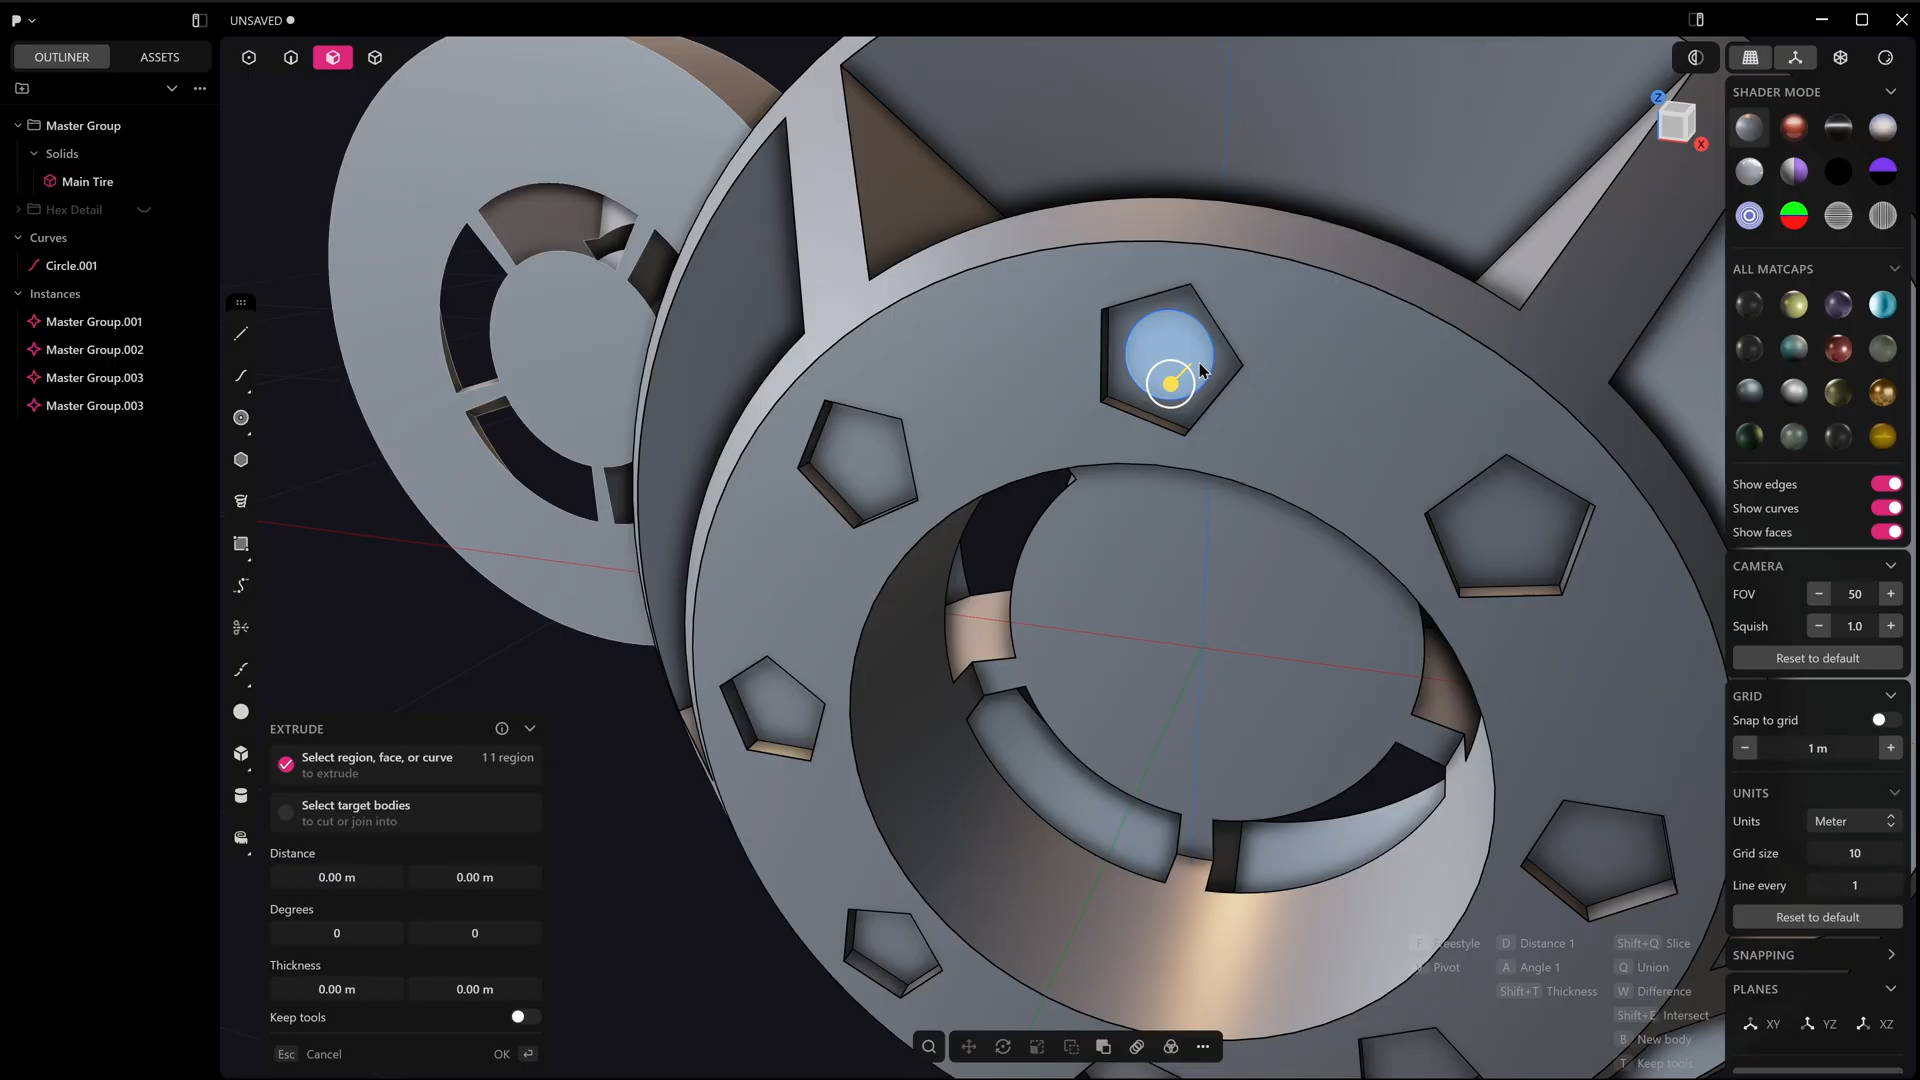 UNSAVED
OUTLINER
ASSETS
Master Group
Solids
Main Tire
Hex Detail
Curves
Circle.001
Instances
Master Group.001
Master Group.002
Master Group.003
Master Group.003
EXTRUDE
Select region, face, or curve 1 1 region
to extrude
Select target bodies
to cut or join into
Distance
0.00 m 0.00 m
Degrees
0 0
Thickness
0.00 m 0.00 m
Keep tools
Esc Cancel OK
Z
X
Freestyle D Distance 1 Shift+Q Slice
Pivot A Angle 1 Q Union
Shift+T Thickness W Difference
Shift+E Intersect
B New body
T Keep tools
SHADER MODE
ALL MATCAPS
Show edges
Show curves
Show faces
CAMERA
FOV − 50 +
Squish − 1.0 +
Reset to default
GRID
Snap to grid
− 1 m +
UNITS
Units Meter
Grid size 10
Line every 1
Reset to default
SNAPPING
PLANES
XY YZ XZ